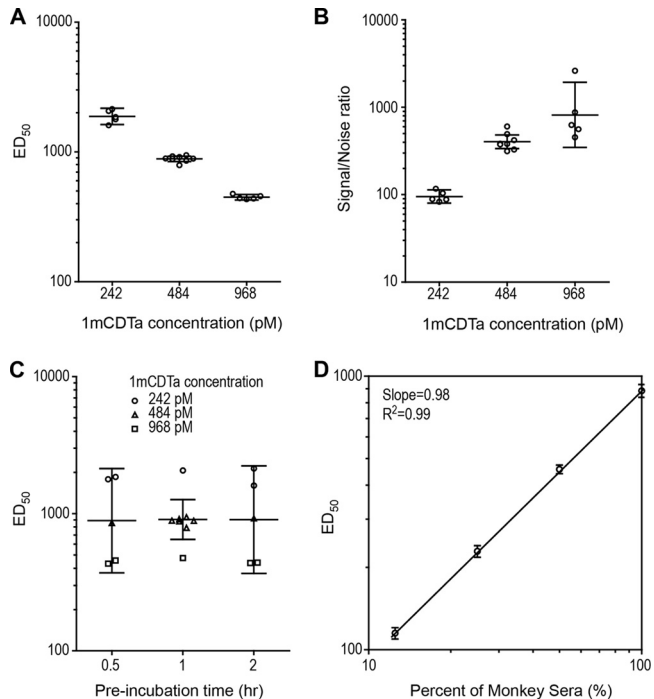 A
10000
1000
100
ED50
242
484
968
1mCDTa concentration (pM)
B
10000
1000
100
10
Signal/Noise ratio
242
484
968
1mCDTa concentration (pM)
C
1mCDTa concentration
242 pM
484 pM
968 pM
10000
1000
100
ED50
0.5
1
2
Pre-incubation time (hr)
D
Slope=0.98
R2=0.99
1000
100
ED50
10
100
Percent of Monkey Sera (%)